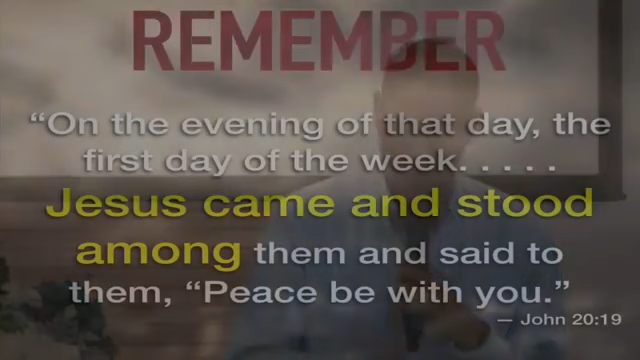 REMEMBER
“On the evening of that day, the
first day of the week. . . . .
Jesus came and stood
among them and said to
them, “Peace be with you.”
— John 20:19